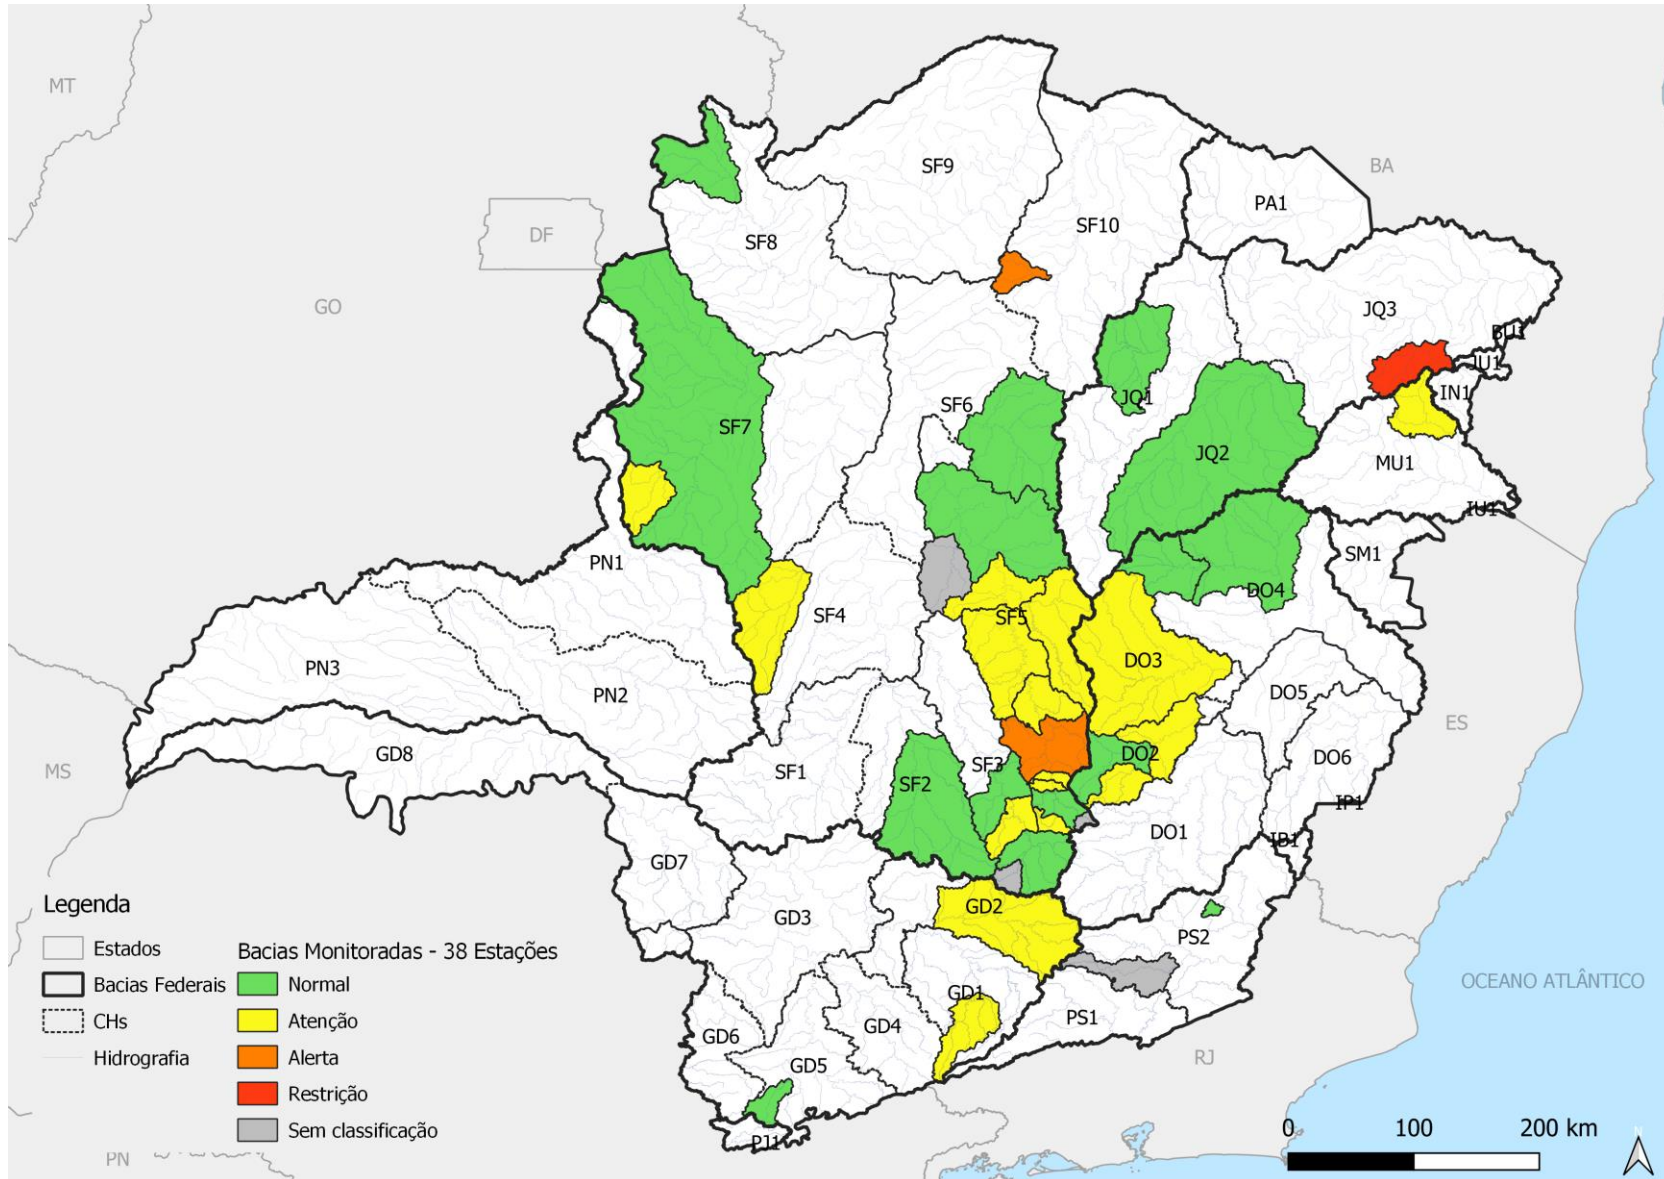 MT
BA
SF9
PA1
DF
SF8
SF10
GO
JQ3
BU1
JU1
IN1
JQ1
SF6
SF7
JQ2
MU1
IU1
SM1
PN1
DO4
SF4
SF5
DO3
PN3
PN2
DO5
ES
GD8
MS
SF1
SF2
SF3
DO2
DO6
IP1
DO1
IB1
GD7
GD2
GD3
PS2
OCEANO ATLÂNTICO
GD1
PS1
GD6
GD4
GD5
RJ
PJ1
PN
Legenda
Estados
Bacias Federais
CHs
Hidrografia
Bacias Monitoradas - 38 Estações
Normal
Atenção
Alerta
Restrição
Sem classificação
0 100 200 km
N